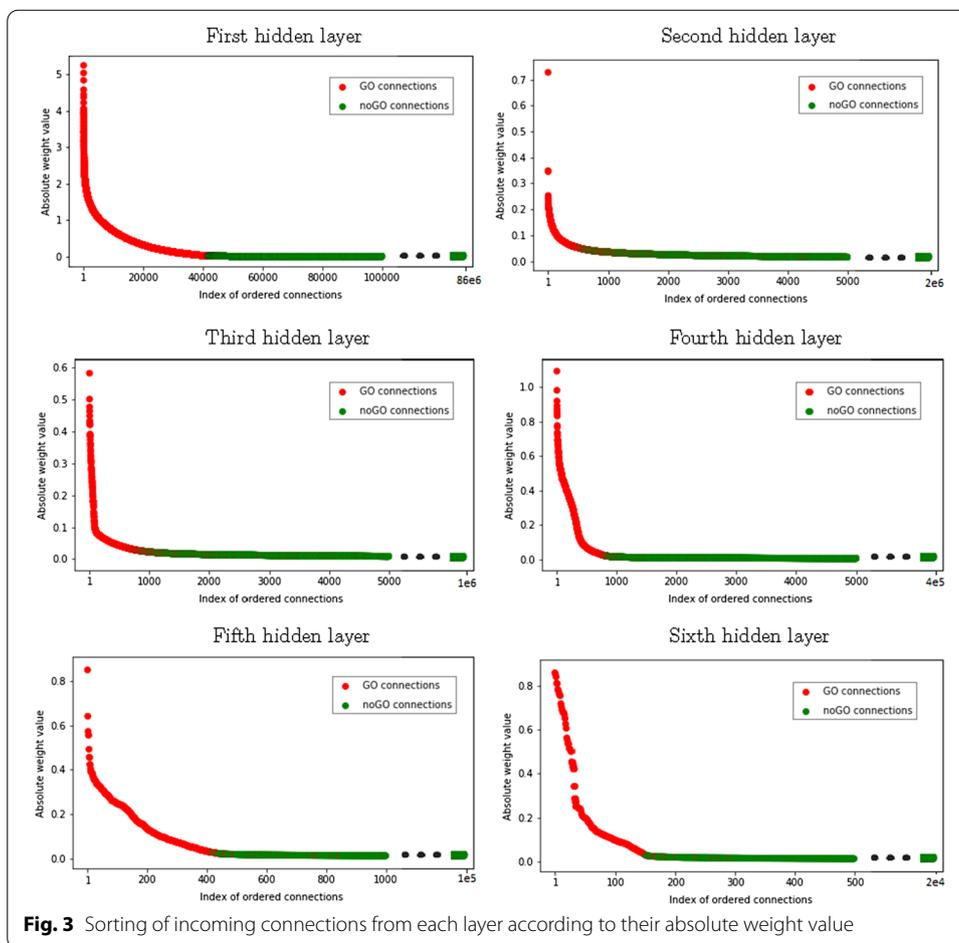 First hidden layer
Absolute weight value
5
4
3
2
1
0
GO connections
noGO connections
1 20000 40000 60000 80000 100000 86e6
Index of ordered connections
Second hidden layer
Absolute weight value
0.7
0.6
0.5
0.4
0.3
0.2
0.1
0.0
GO connections
noGO connections
1 1000 2000 3000 4000 5000 2e6
Index of ordered connections
Third hidden layer
Absolute weight value
0.6
0.5
0.4
0.3
0.2
0.1
0.0
GO connections
noGO connections
1 1000 2000 3000 4000 5000 1e6
Index of ordered connections
Fourth hidden layer
Absolute weight value
1.0
0.8
0.6
0.4
0.2
0.0
GO connections
noGO connections
1 1000 2000 3000 4000 5000 4e5
Index of ordered connections
Fifth hidden layer
Absolute weight value
0.8
0.6
0.4
0.2
0.0
GO connections
noGO connections
1 200 400 600 800 1000 1e5
Index of ordered connections
Sixth hidden layer
Absolute weight value
0.8
0.6
0.4
0.2
0.0
GO connections
noGO connections
1 100 200 300 400 500 2e4
Index of ordered connections
Fig. 3 Sorting of incoming connections from each layer according to their absolute weight value